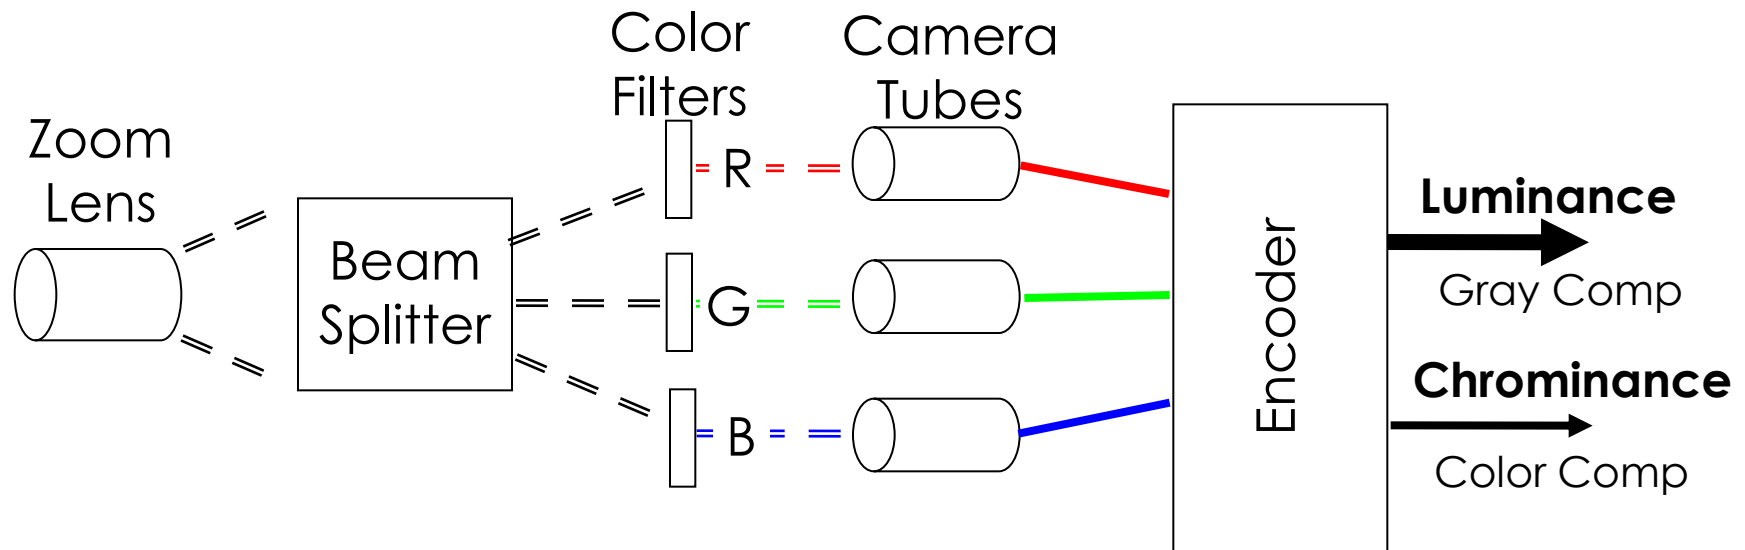 Zoom
Lens
Beam
Splitter
Color
Filters
R
G
B
Camera
Tubes
Encoder
Luminance
Gray Comp
Chrominance
Color Comp